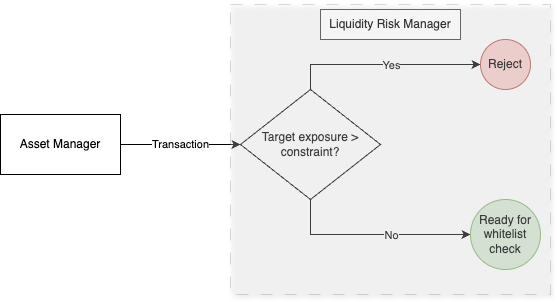 Liquidity Risk Manager
Yes
Reject
Asset Manager
Transaction
Target exposure >
constraint?
No
Ready for
whitelist
check